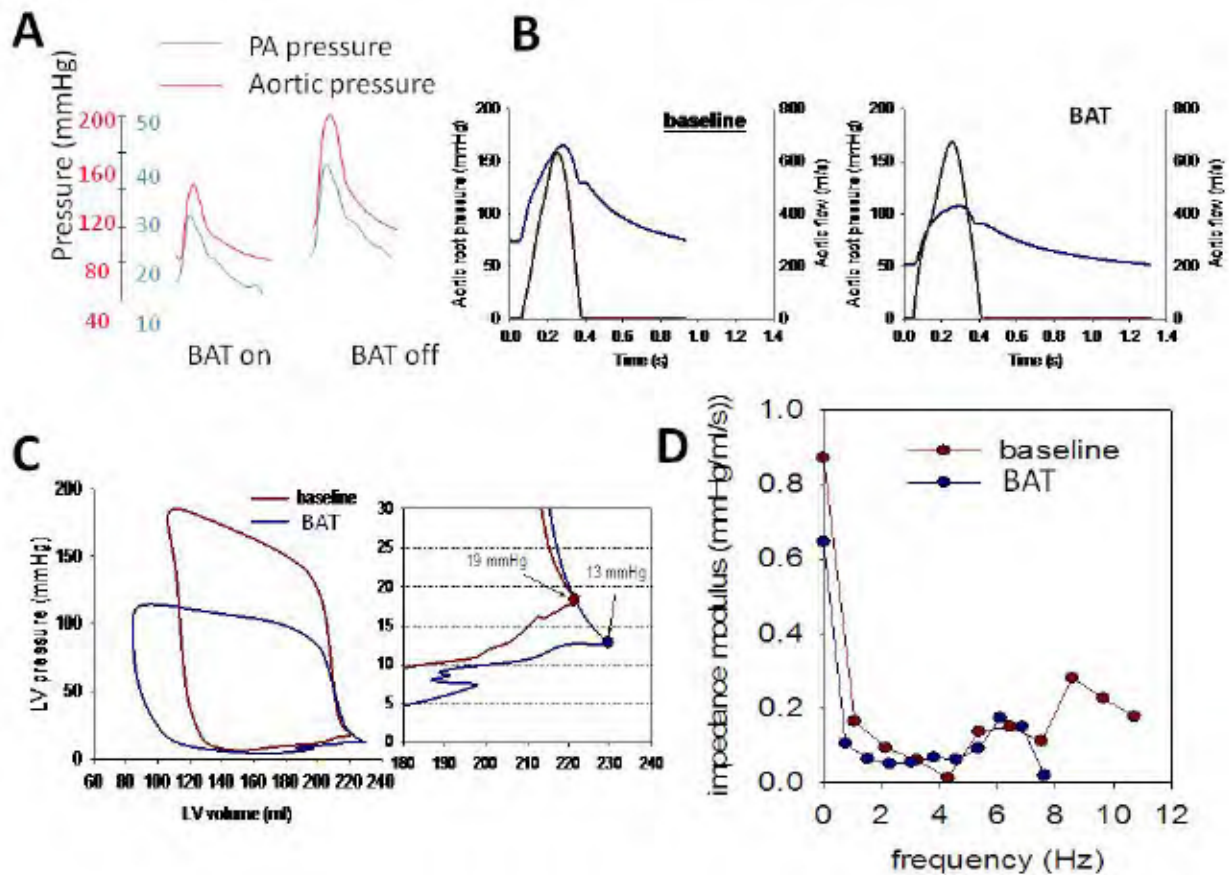 A
PA pressure
Aortic pressure
Pressure (mmHg)
200
160
120
80
40
50
40
30
20
10
BAT on
BAT off
B
baseline
Aortic root pressure (mmHg)
200
150
100
50
0
Aortic flow (ml/s)
800
600
400
200
0
0.0 0.2 0.4 0.6 0.8 1.0 1.2 1.4
Time (s)
BAT
Aortic root pressure (mmHg)
200
150
100
50
0
Aortic flow (ml/s)
800
600
400
200
0
0.0 0.2 0.4 0.6 0.8 1.0 1.2 1.4
Time (s)
C
baseline
BAT
LV pressure (mmHg)
200
150
100
50
0
60 80 100 120 140 160 180 200 220 240
LV volume (ml)
30
25
20
15
10
5
0
19 mmHg
13 mmHg
180 190 200 210 220 230 240
D
baseline
BAT
impedance modulus (mmHg/(ml/s))
1.0
0.8
0.6
0.4
0.2
0.0
0 2 4 6 8 10 12
frequency (Hz)